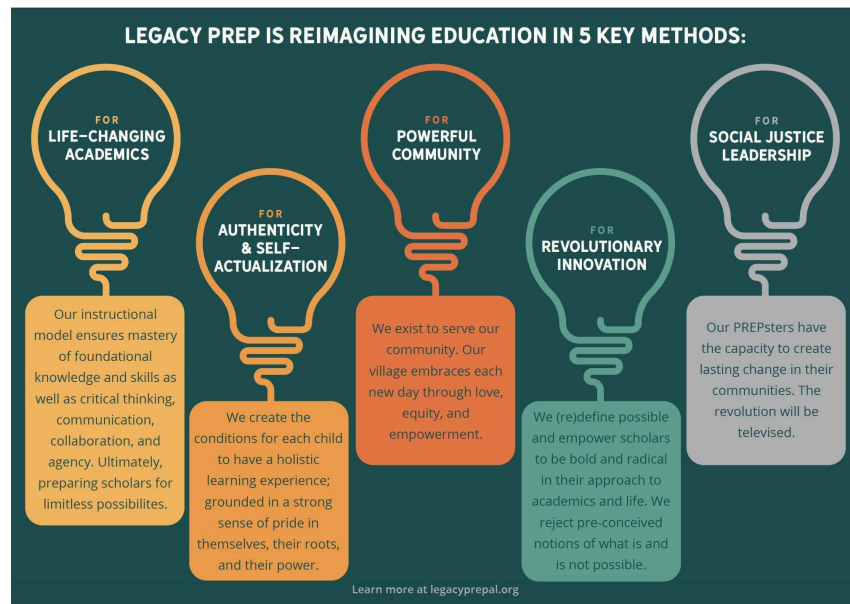 LEGACY PREP IS REIMAGINING EDUCATION IN 5 KEY METHODS:
FOR
LIFE-CHANGING
ACADEMICS
Our instructional
model ensures mastery
of foundational
knowledge and skills as
well as critical thinking,
communication,
collaboration, and
agency. Ultimately,
preparing scholars for
limitless possibilites.
FOR
AUTHENTICITY
& SELF-
ACTUALIZATION
We create the
conditions for each child
to have a holistic
learning experience;
grounded in a strong
sense of pride in
themselves, their roots,
and their power.
FOR
POWERFUL
COMMUNITY
We exist to serve our
community. Our
village embraces each
new day through love,
equity, and
empowerment.
FOR
REVOLUTIONARY
INNOVATION
We (re)define possible
and empower scholars
to be bold and radical
in their approach to
academics and life. We
reject pre-conceived
notions of what is and
is not possible.
FOR
SOCIAL JUSTICE
LEADERSHIP
Our PREPsters have
the capacity to create
lasting change in their
communities. The
revolution will be
televised.
Learn more at legacyprepal.org